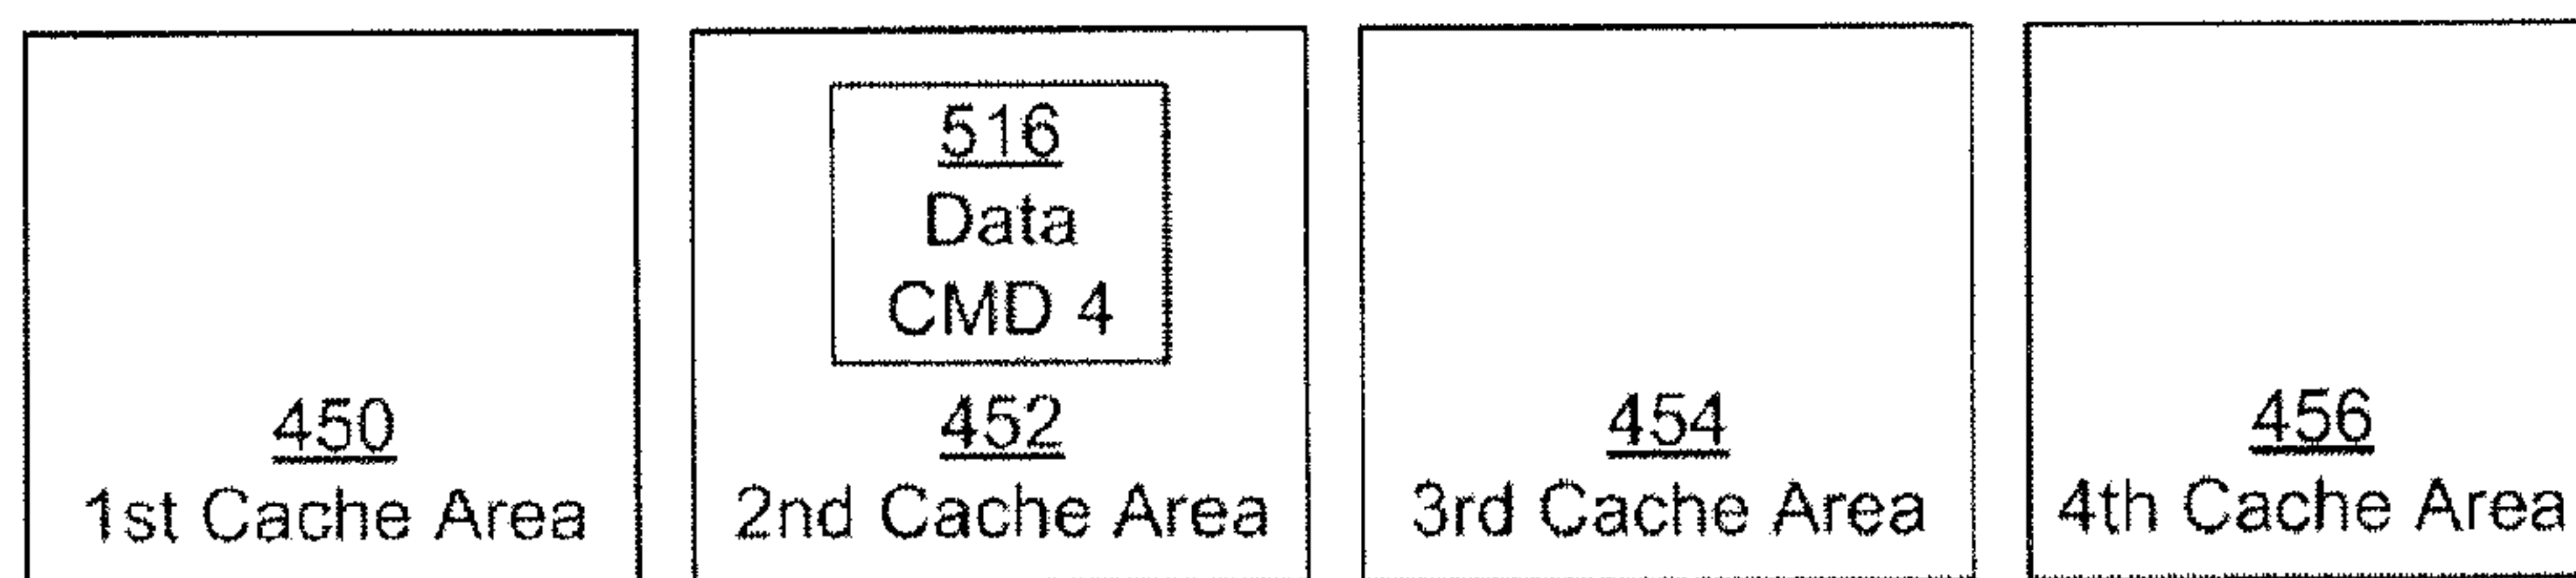 450
1st Cache Area
516
Data
CMD 4
452
2nd Cache Area
454
3rd Cache Area
456
4th Cache Area